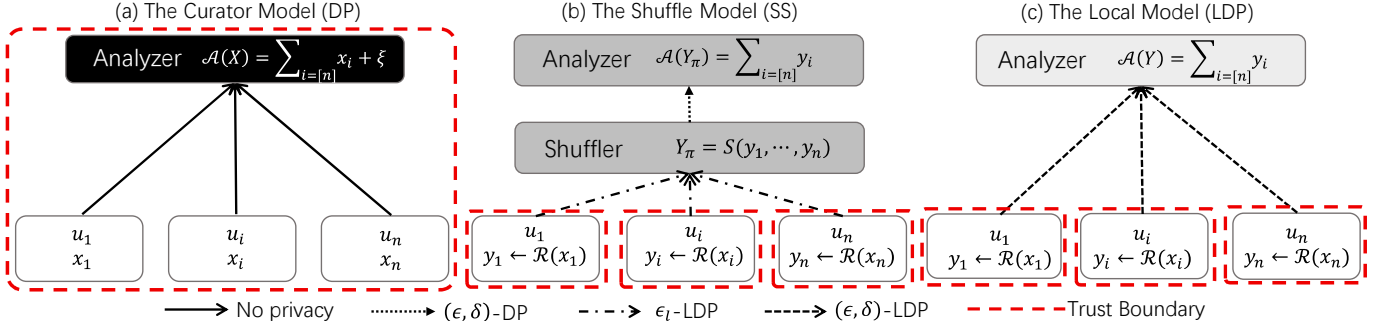 (a) The Curator Model (DP)
Analyzer 𝒜(X) = ∑_{i=[n]} x_i + ξ
u_1
x_1
u_i
x_i
u_n
x_n
(b) The Shuffle Model (SS)
Analyzer 𝒜(Y_π) = ∑_{i=[n]} y_i
Shuffler Y_π = S(y_1, ⋯, y_n)
u_1
y_1 ← ℛ(x_1)
u_i
y_i ← ℛ(x_i)
u_n
y_n ← ℛ(x_n)
(c) The Local Model (LDP)
Analyzer 𝒜(Y) = ∑_{i=[n]} y_i
u_1
y_1 ← ℛ(x_1)
u_i
y_i ← ℛ(x_i)
u_n
y_n ← ℛ(x_n)
No privacy
(ϵ, δ)-DP
ϵ_l-LDP
(ϵ, δ)-LDP
Trust Boundary